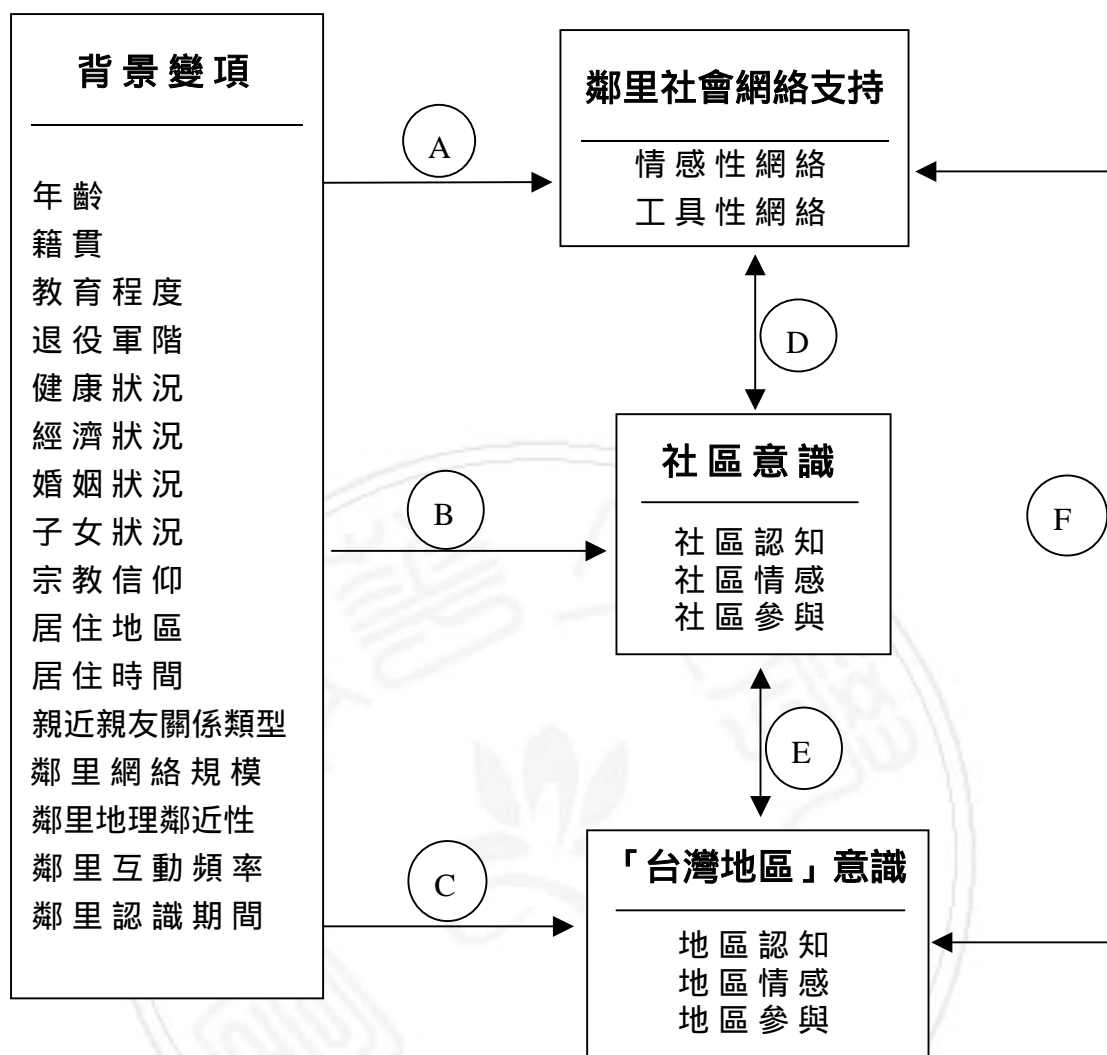 背景變項
年齡
籍貫
教育程度
退役軍階
健康狀況
經濟狀況
婚姻狀況
子女狀況
宗教信仰
居住地區
居住時間
親近親友關係類型
鄰里網絡規模
鄰里地理鄰近性
鄰里互動頻率
鄰里認識期間
A
B
C
鄰里社會網絡支持
情感性網絡
工具性網絡
D
社區意識
社區認知
社區情感
社區參與
E
「台灣地區」意識
地區認知
地區情感
地區參與
F